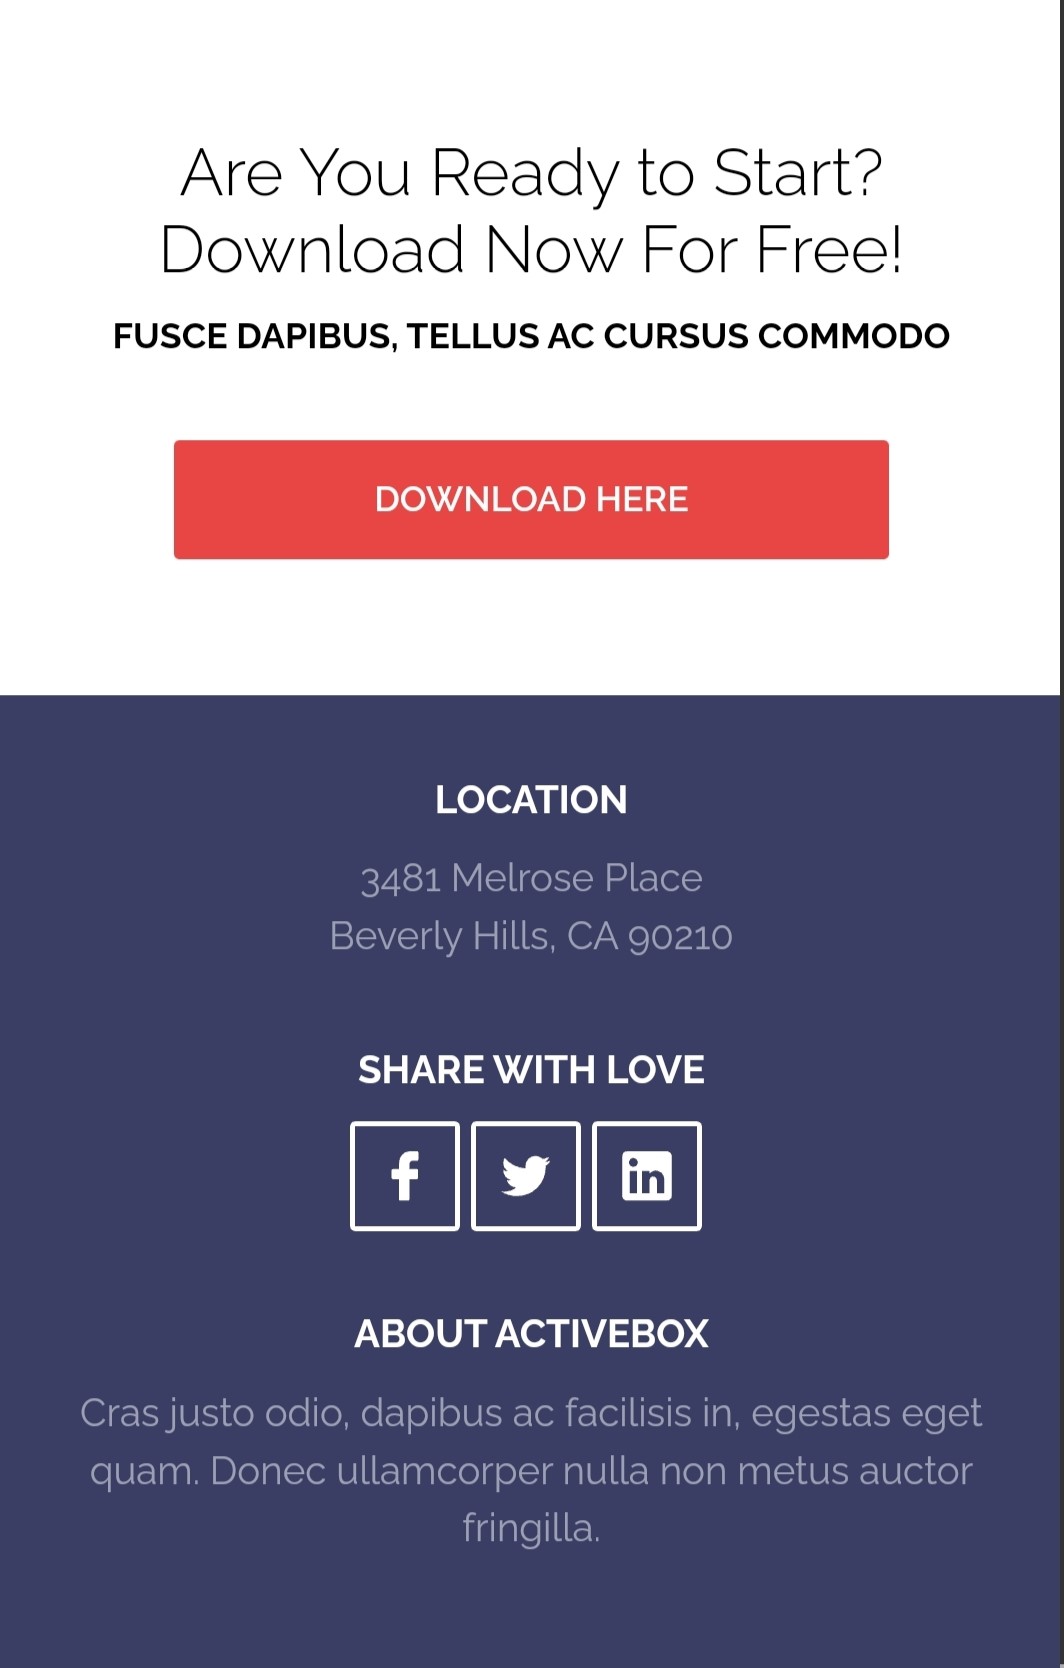 Are You Ready to Start?
Download Now For Free!
FUSCE DAPIBUS, TELLUS AC CURSUS COMMODO
DOWNLOAD HERE
LOCATION
3481 Melrose Place
Beverly Hills, CA 90210
SHARE WITH LOVE
ABOUT ACTIVEBOX
Cras justo odio, dapibus ac facilisis in, egestas eget
quam. Donec ullamcorper nulla non metus auctor
fringilla.